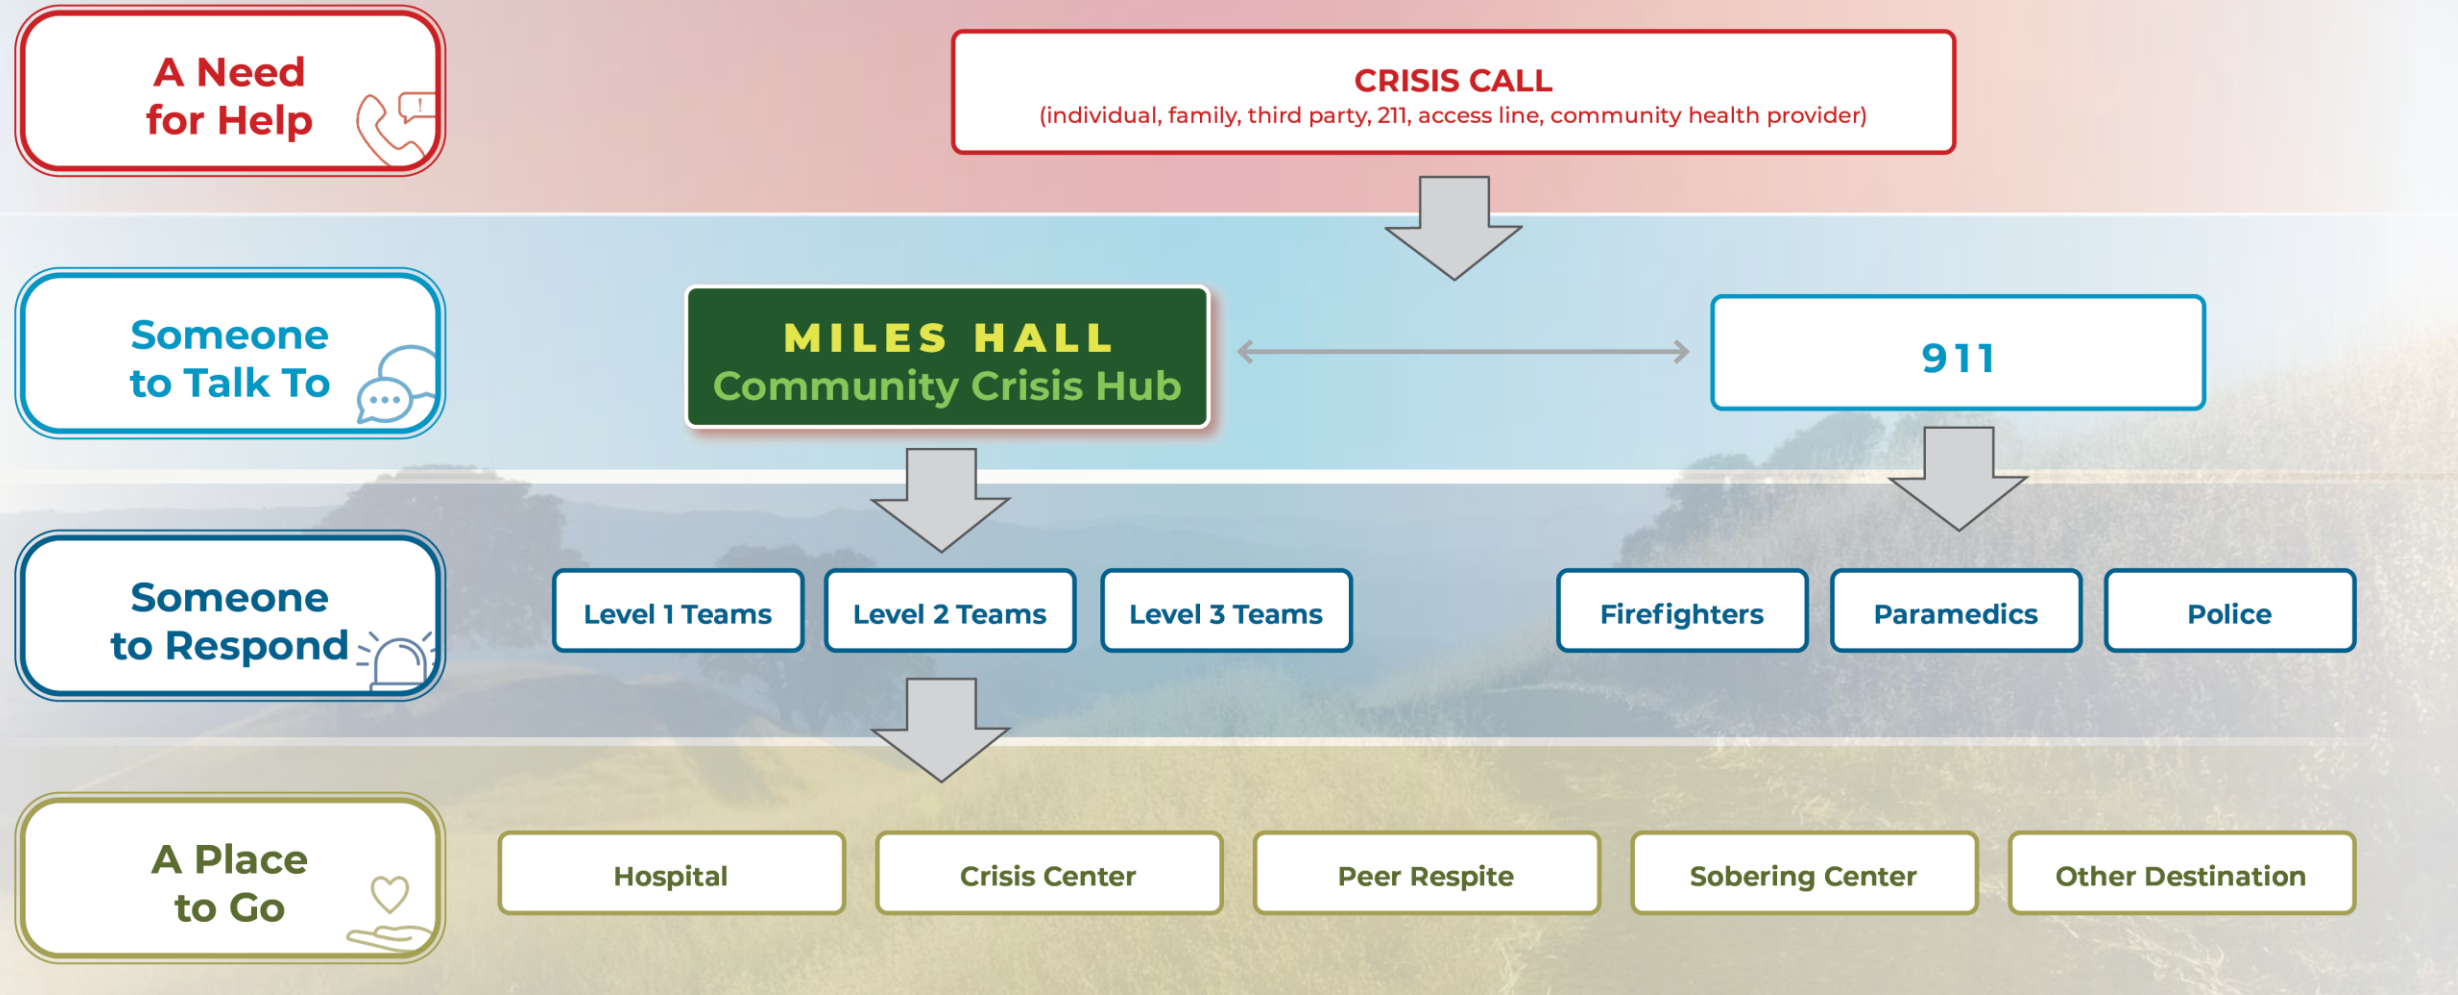 A Need
for Help
!
CRISIS CALL
(individual, family, third party, 211, access line, community health provider)
Someone
to Talk To
MILES HALL
Community Crisis Hub
911
Someone
to Respond
Level 1 Teams
Level 2 Teams
Level 3 Teams
Firefighters
Paramedics
Police
A Place
to Go
Hospital
Crisis Center
Peer Respite
Sobering Center
Other Destination